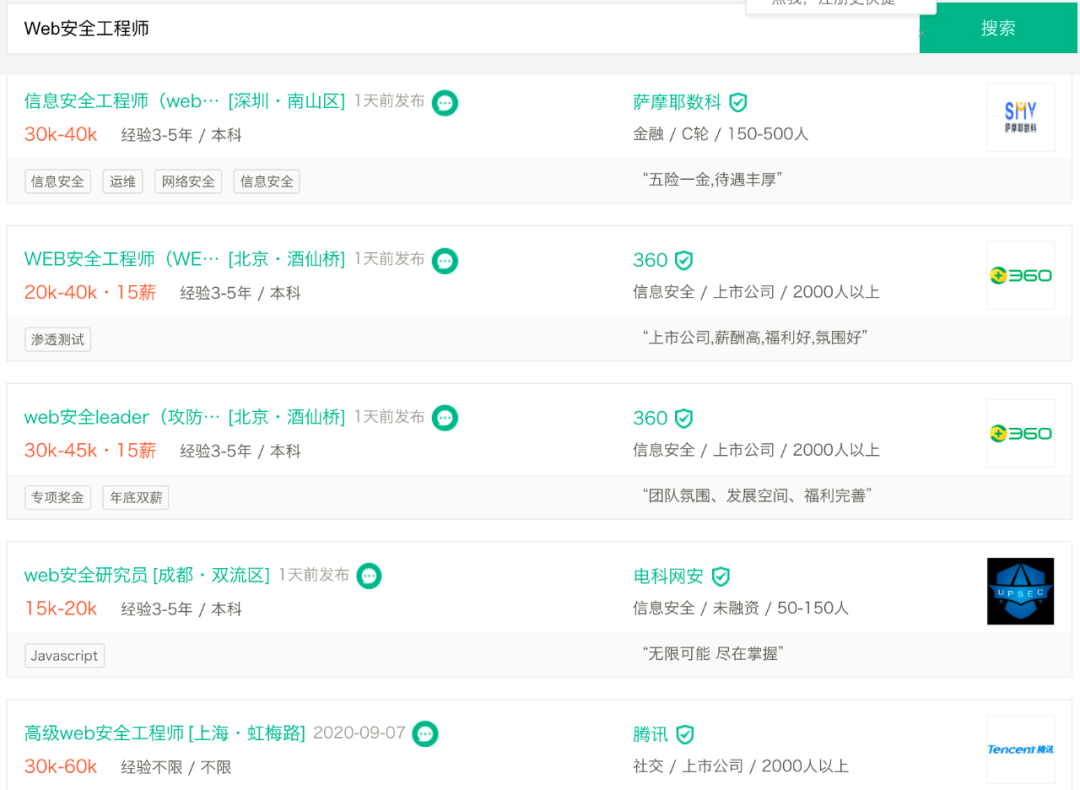 Web安全工程师
搜索
信息安全工程师（web… [深圳・南山区] 1天前发布
萨摩耶数科
30k-40k 经验3-5年 / 本科
金融 / C轮 / 150-500人
SMY
萨摩耶数科
信息安全 运维 网络安全 信息安全
“五险一金,待遇丰厚”
WEB安全工程师（WE… [北京・酒仙桥] 1天前发布
360
20k-40k・15薪 经验3-5年 / 本科
信息安全 / 上市公司 / 2000人以上
360
渗透测试
“上市公司,薪酬高,福利好,氛围好”
web安全leader（攻防… [北京・酒仙桥] 1天前发布
360
30k-45k・15薪 经验3-5年 / 本科
信息安全 / 上市公司 / 2000人以上
360
专项奖金 年底双薪
“团队氛围、发展空间、福利完善”
web安全研究员 [成都・双流区] 1天前发布
电科网安
15k-20k 经验3-5年 / 本科
信息安全 / 未融资 / 50-150人
UPSEC
Javascript
“无限可能 尽在掌握”
高级web安全工程师 [上海・虹梅路] 2020-09-07
腾讯
30k-60k 经验不限 / 不限
社交 / 上市公司 / 2000人以上
Tencent 腾讯